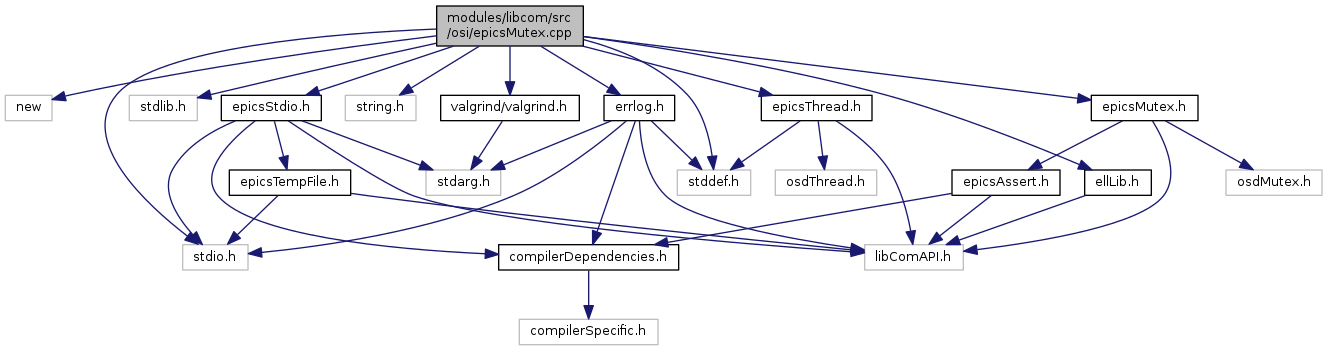 modules/libcom/src
/osi/epicsMutex.cpp
new
stdlib.h
epicsStdio.h
string.h
valgrind/valgrind.h
errlog.h
epicsThread.h
epicsMutex.h
epicsTempFile.h
stdarg.h
stddef.h
osdThread.h
epicsAssert.h
ellLib.h
osdMutex.h
stdio.h
compilerDependencies.h
libComAPI.h
compilerSpecific.h